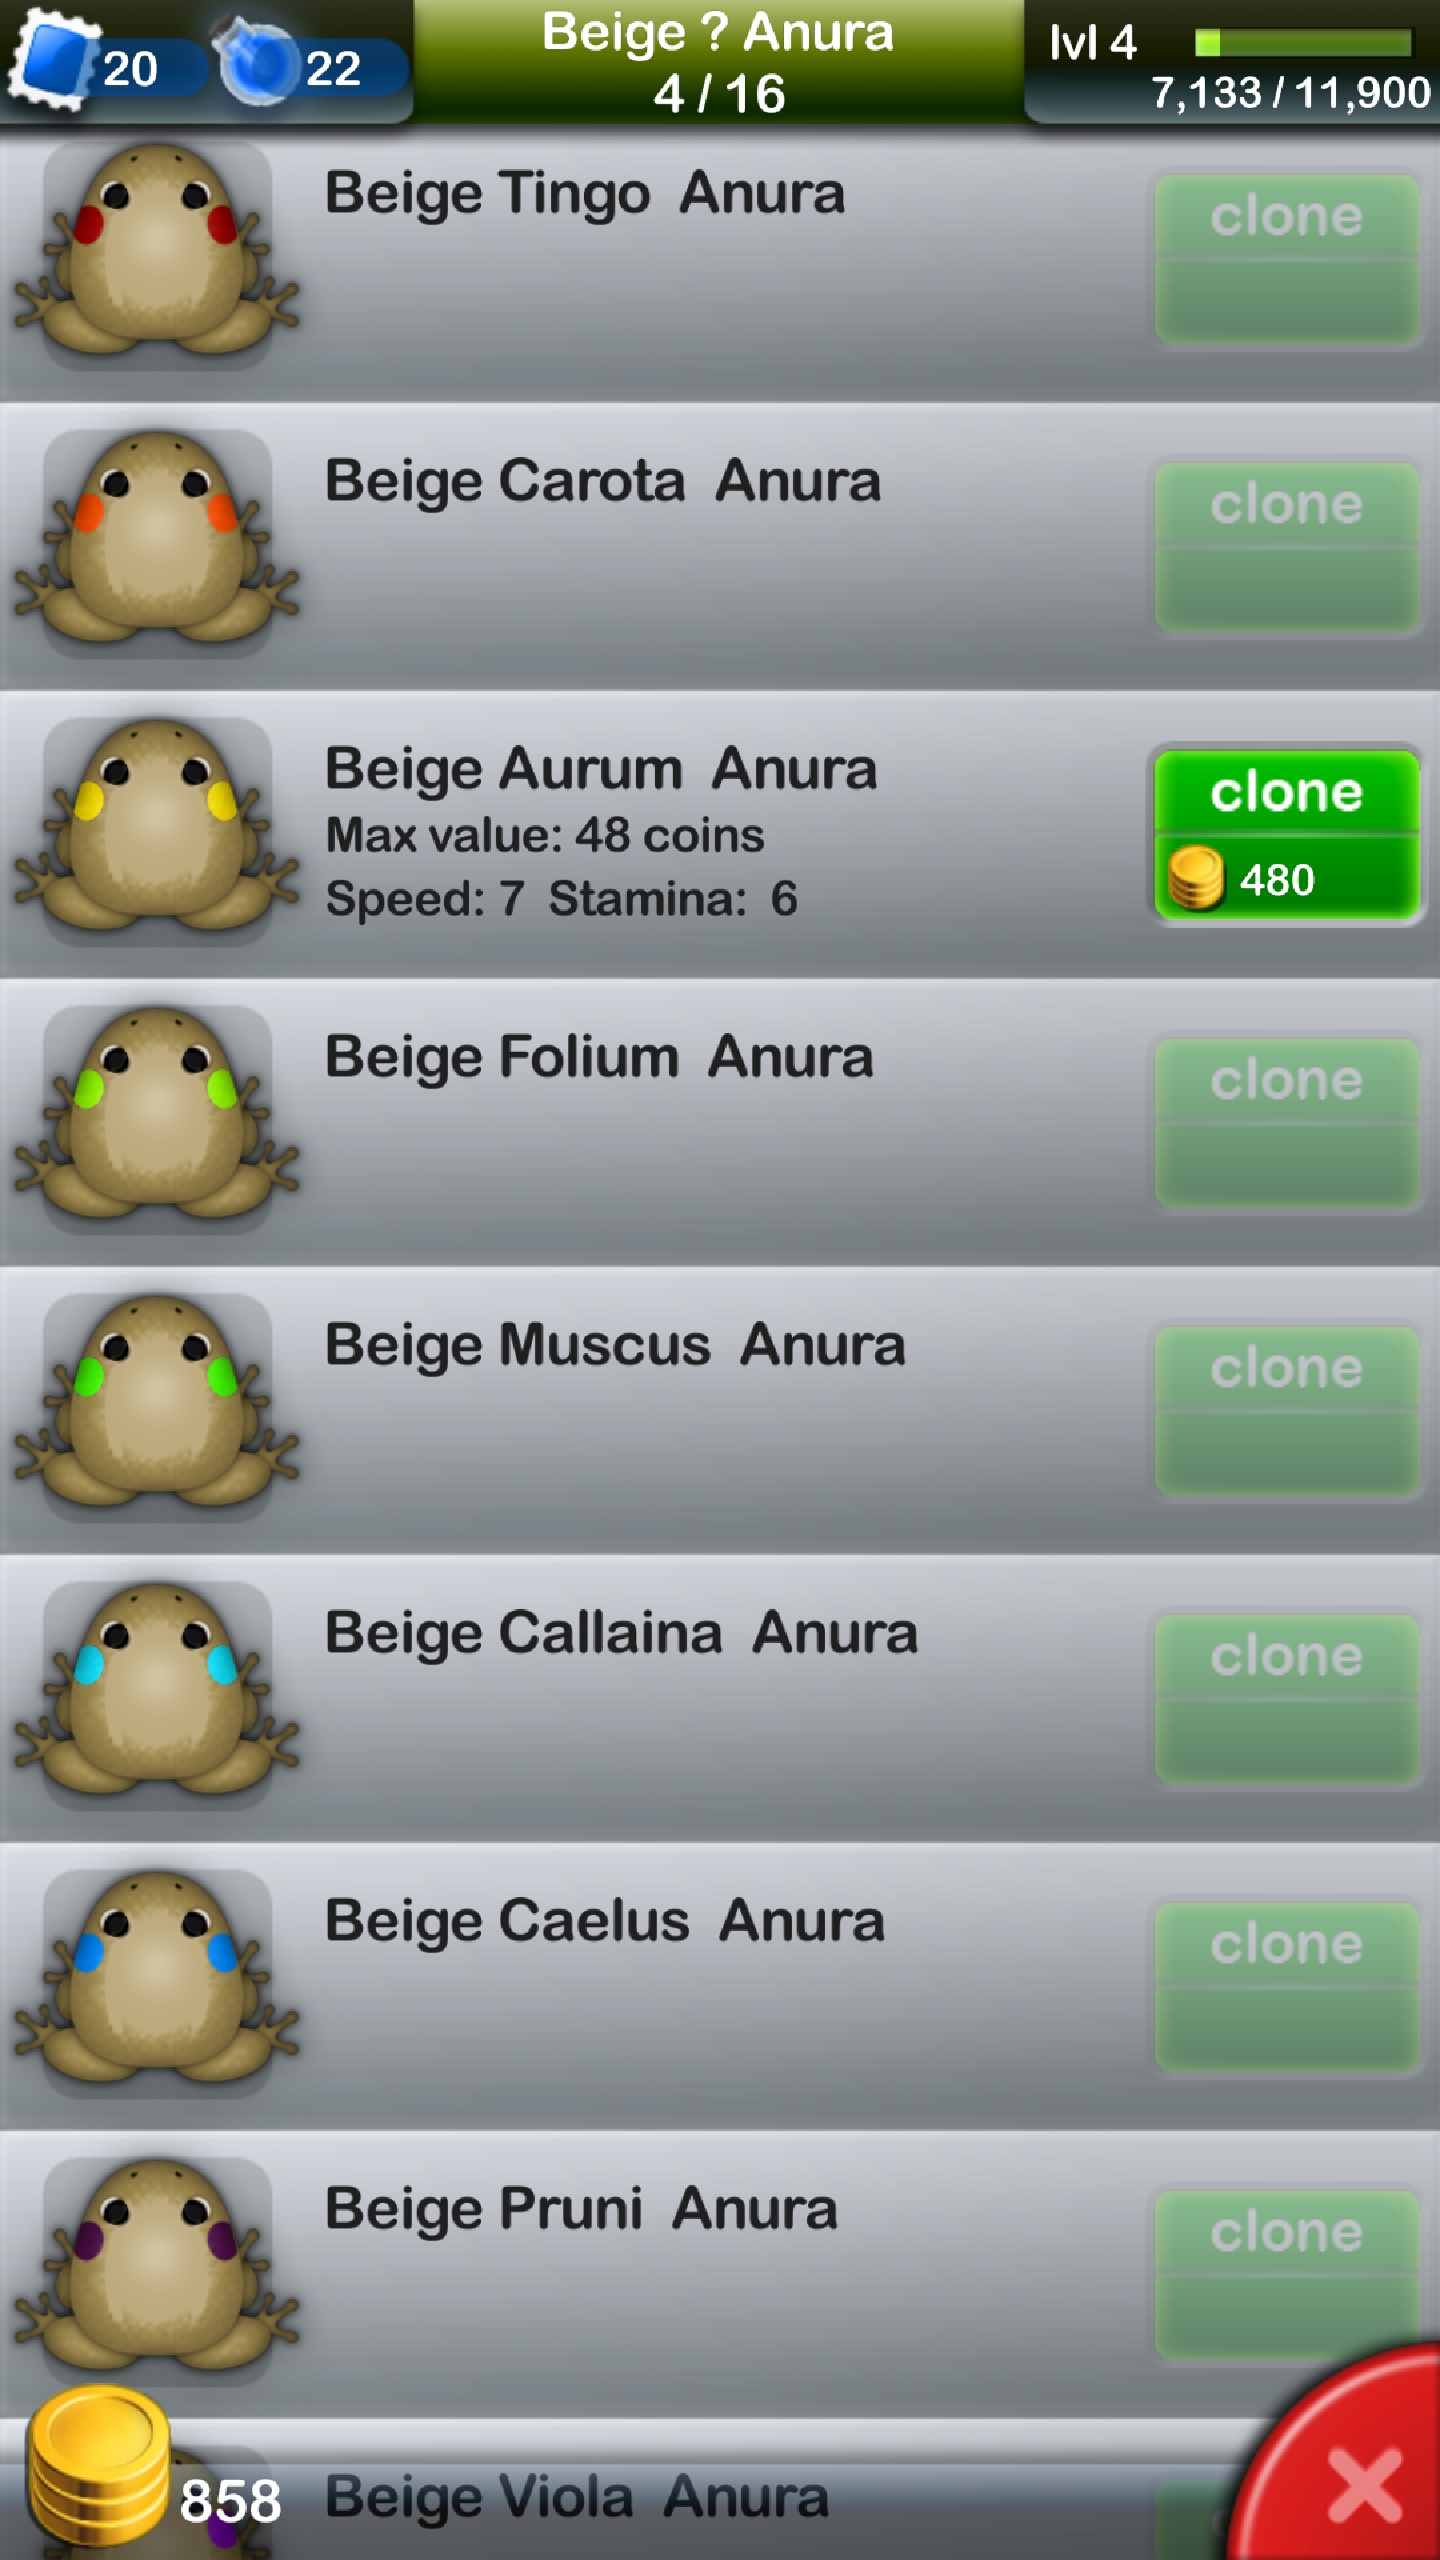 20
22
Beige ? Anura
4 / 16
lvl 4
7,133 / 11,900
Beige Tingo Anura
clone
Beige Carota Anura
clone
Beige Aurum Anura
Max value: 48 coins
Speed: 7 Stamina: 6
clone
480
Beige Folium Anura
clone
Beige Muscus Anura
clone
Beige Callaina Anura
clone
Beige Caelus Anura
clone
Beige Pruni Anura
clone
858
Beige Viola Anura